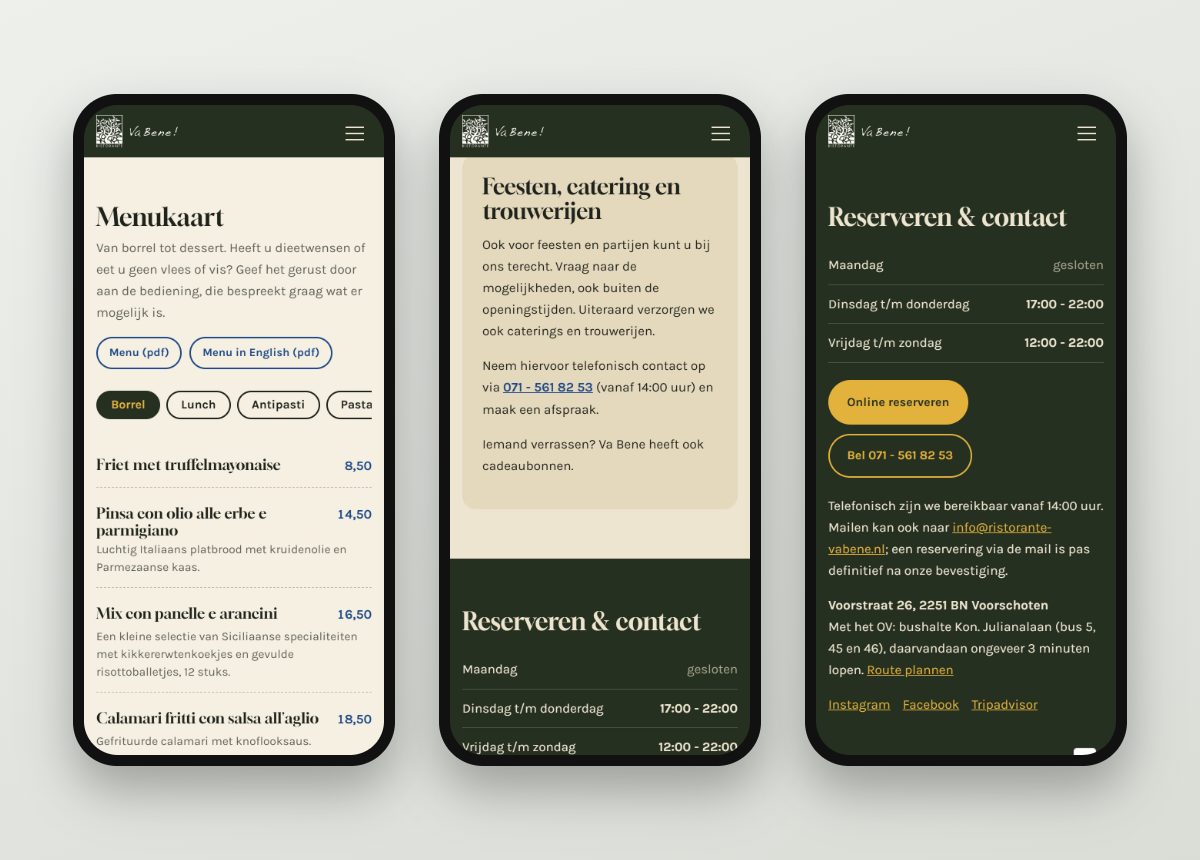 RISTORANTE
Va Bene!
Menukaart
Van borrel tot dessert. Heeft u dieetwensen of
eet u geen vlees of vis? Geef het gerust door
aan de bediening, die bespreekt graag wat er
mogelijk is.
Menu (pdf)
Menu in English (pdf)
Borrel
Lunch
Antipasti
Pasta
Friet met truffelmayonaise 8,50
Pinsa con olio alle erbe e 14,50
parmigiano
Luchtig Italiaans platbrood met kruidenolie en
Parmezaanse kaas.
Mix con panelle e arancini 16,50
Een kleine selectie van Siciliaanse specialiteiten
met kikkererwtenkoekjes en gevulde
risottoballetjes, 12 stuks.
Calamari fritti con salsa all'aglio 18,50
Gefrituurde calamari met knoflooksaus.
RISTORANTE
Va Bene!
Feesten, catering en
trouwerijen
Ook voor feesten en partijen kunt u bij
ons terecht. Vraag naar de
mogelijkheden, ook buiten de
openingstijden. Uiteraard verzorgen we
ook caterings en trouwerijen.
Neem hiervoor telefonisch contact op
via 071 - 561 82 53 (vanaf 14:00 uur) en
maak een afspraak.
Iemand verrassen? Va Bene heeft ook
cadeaubonnen.
Reserveren & contact
Maandag gesloten
Dinsdag t/m donderdag 17:00 - 22:00
Vrijdag t/m zondag 12:00 - 22:00
RISTORANTE
Va Bene!
Reserveren & contact
Maandag gesloten
Dinsdag t/m donderdag 17:00 - 22:00
Vrijdag t/m zondag 12:00 - 22:00
Online reserveren
Bel 071 - 561 82 53
Telefonisch zijn we bereikbaar vanaf 14:00 uur.
Mailen kan ook naar info@ristorante-
vabene.nl; een reservering via de mail is pas
definitief na onze bevestiging.
Voorstraat 26, 2251 BN Voorschoten
Met het OV: bushalte Kon. Julianalaan (bus 5,
45 en 46), daarvandaan ongeveer 3 minuten
lopen. Route plannen
Instagram Facebook Tripadvisor